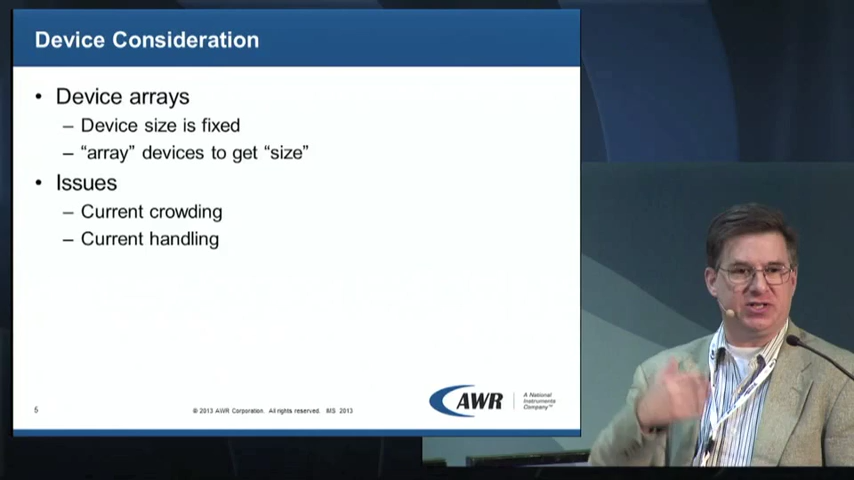 Device Consideration
• Device arrays
– Device size is fixed
– “array” devices to get “size”
• Issues
– Current crowding
– Current handling
5
© 2013 AWR Corporation. All rights reserved. IMS 2013
AWR
A National
Instruments
Company™